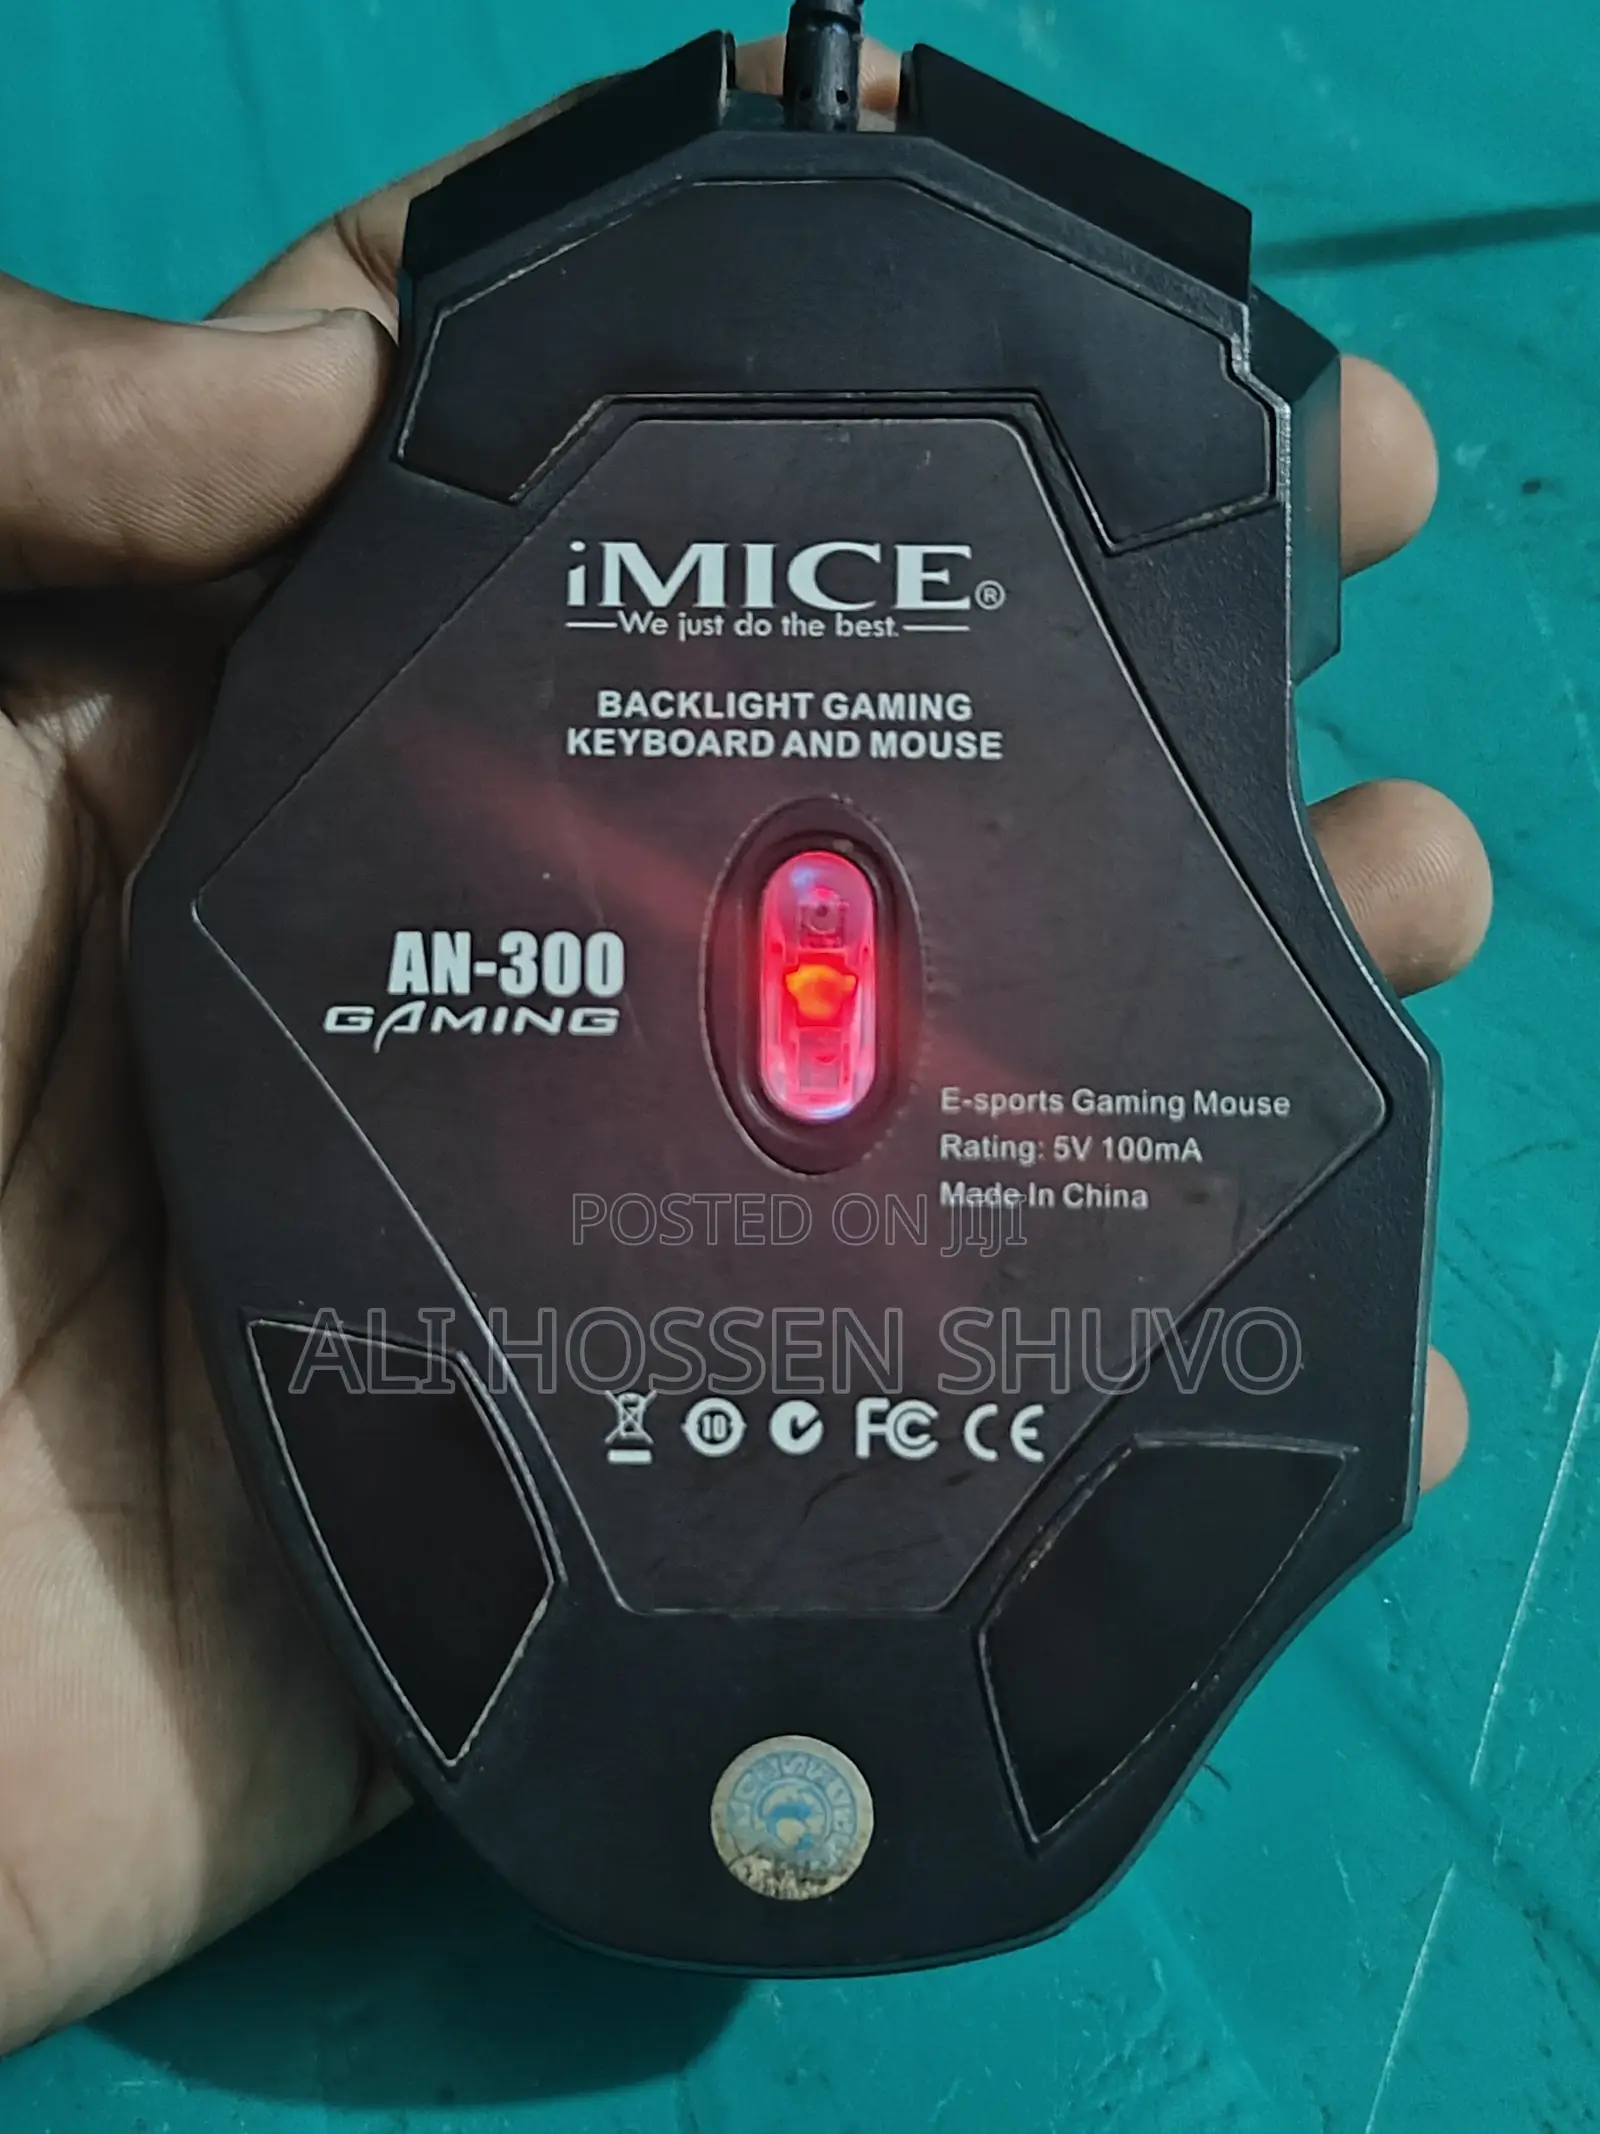 iMICE®
We just do the best.
BACKLIGHT GAMING
KEYBOARD AND MOUSE
AN-300
GAMING
E-sports Gaming Mouse
Rating: 5V 100mA
Made In China
POSTED ON JIJI
ALI HOSSEN SHUVO
10 FC CE